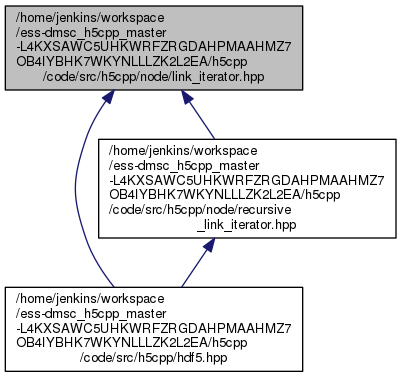 /home/jenkins/workspace
/ess-dmsc_h5cpp_master
-L4KXSAWC5UHKWRFZRGDAHPMAAHMZ7
OB4IYBHK7WKYNLLLZK2L2EA/h5cpp
/code/src/h5cpp/node/link_iterator.hpp
/home/jenkins/workspace
/ess-dmsc_h5cpp_master
-L4KXSAWC5UHKWRFZRGDAHPMAAHMZ7
OB4IYBHK7WKYNLLLZK2L2EA/h5cpp
/code/src/h5cpp/node/recursive
_link_iterator.hpp
/home/jenkins/workspace
/ess-dmsc_h5cpp_master
-L4KXSAWC5UHKWRFZRGDAHPMAAHMZ7
OB4IYBHK7WKYNLLLZK2L2EA/h5cpp
/code/src/h5cpp/hdf5.hpp